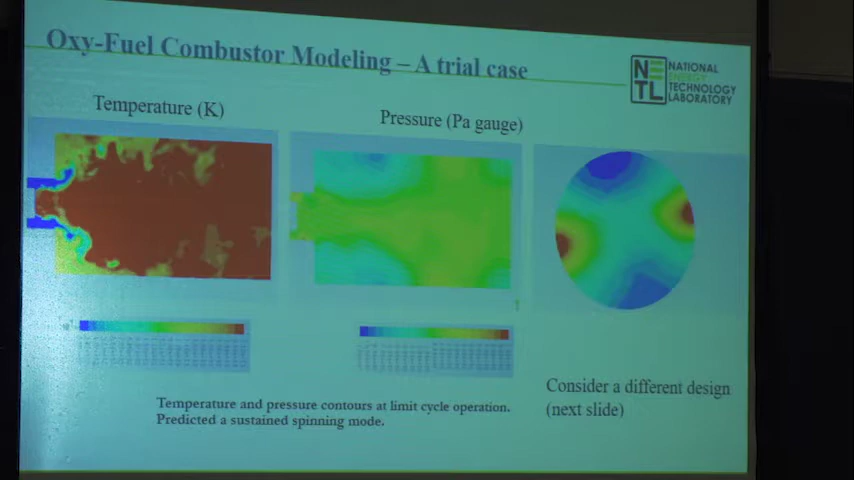 Oxy-Fuel Combustor Modeling – A trial case
NETL
NATIONAL
ENERGY
TECHNOLOGY
LABORATORY
Temperature (K)
Pressure (Pa gauge)
Temperature and pressure contours at limit cycle operation.
Predicted a sustained spinning mode.
Consider a different design
(next slide)